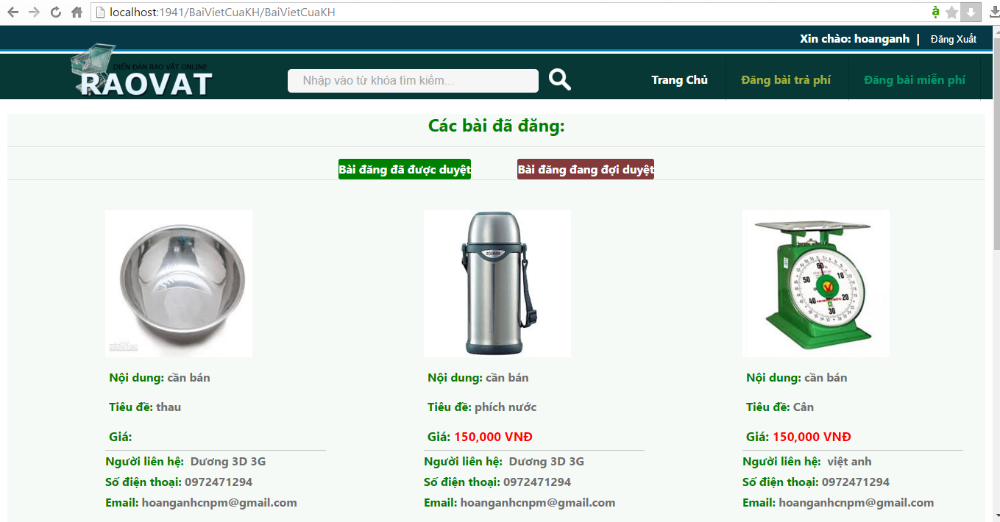 localhost:1941/BaiVietCuaKH/BaiVietCuaKH
Xin chào: hoanganh | Đăng Xuất
DIỄN ĐÀN RAO VẶT ONLINE
RAOVAT
Nhập vào từ khóa tìm kiếm...
Trang Chủ
Đăng bài trả phí
Đăng bài miễn phí
Các bài đã đăng:
Bài đăng đã được duyệt
Bài đăng đang đợi duyệt
60
10
20
30
40
50
Nội dung: cần bán
Tiêu đề: thau
Giá:
Người liên hệ: Dương 3D 3G
Số điện thoại: 0972471294
Email: hoanganhcnpm@gmail.com
Nội dung: cần bán
Tiêu đề: phích nước
Giá: 150,000 VNĐ
Người liên hệ: Dương 3D 3G
Số điện thoại: 0972471294
Email: hoanganhcnpm@gmail.com
Nội dung: cần bán
Tiêu đề: Cân
Giá: 150,000 VNĐ
Người liên hệ: việt anh
Số điện thoại: 0972471294
Email: hoanganhcnpm@gmail.com